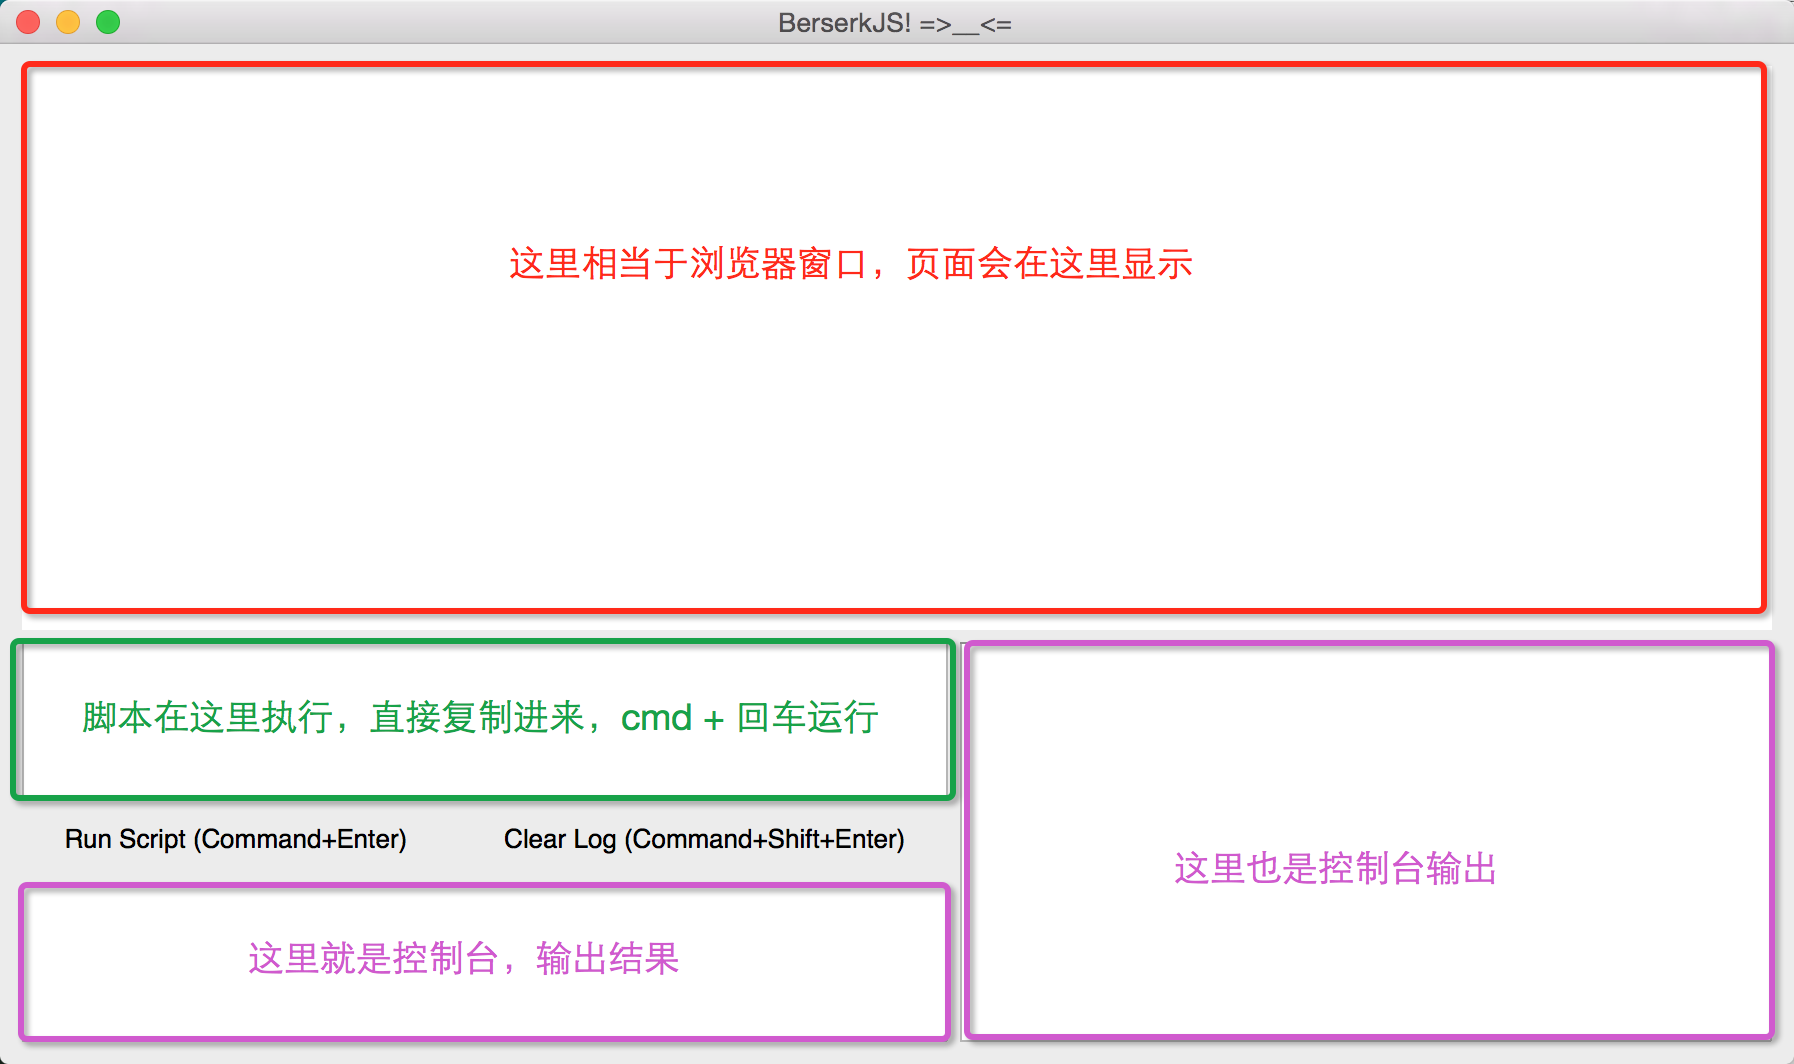 BerserkJS! =>__<=
这里相当于浏览器窗口，页面会在这里显示
脚本在这里执行，直接复制进来，cmd + 回车运行
Run Script (Command+Enter)
Clear Log (Command+Shift+Enter)
这里就是控制台，输出结果
这里也是控制台输出